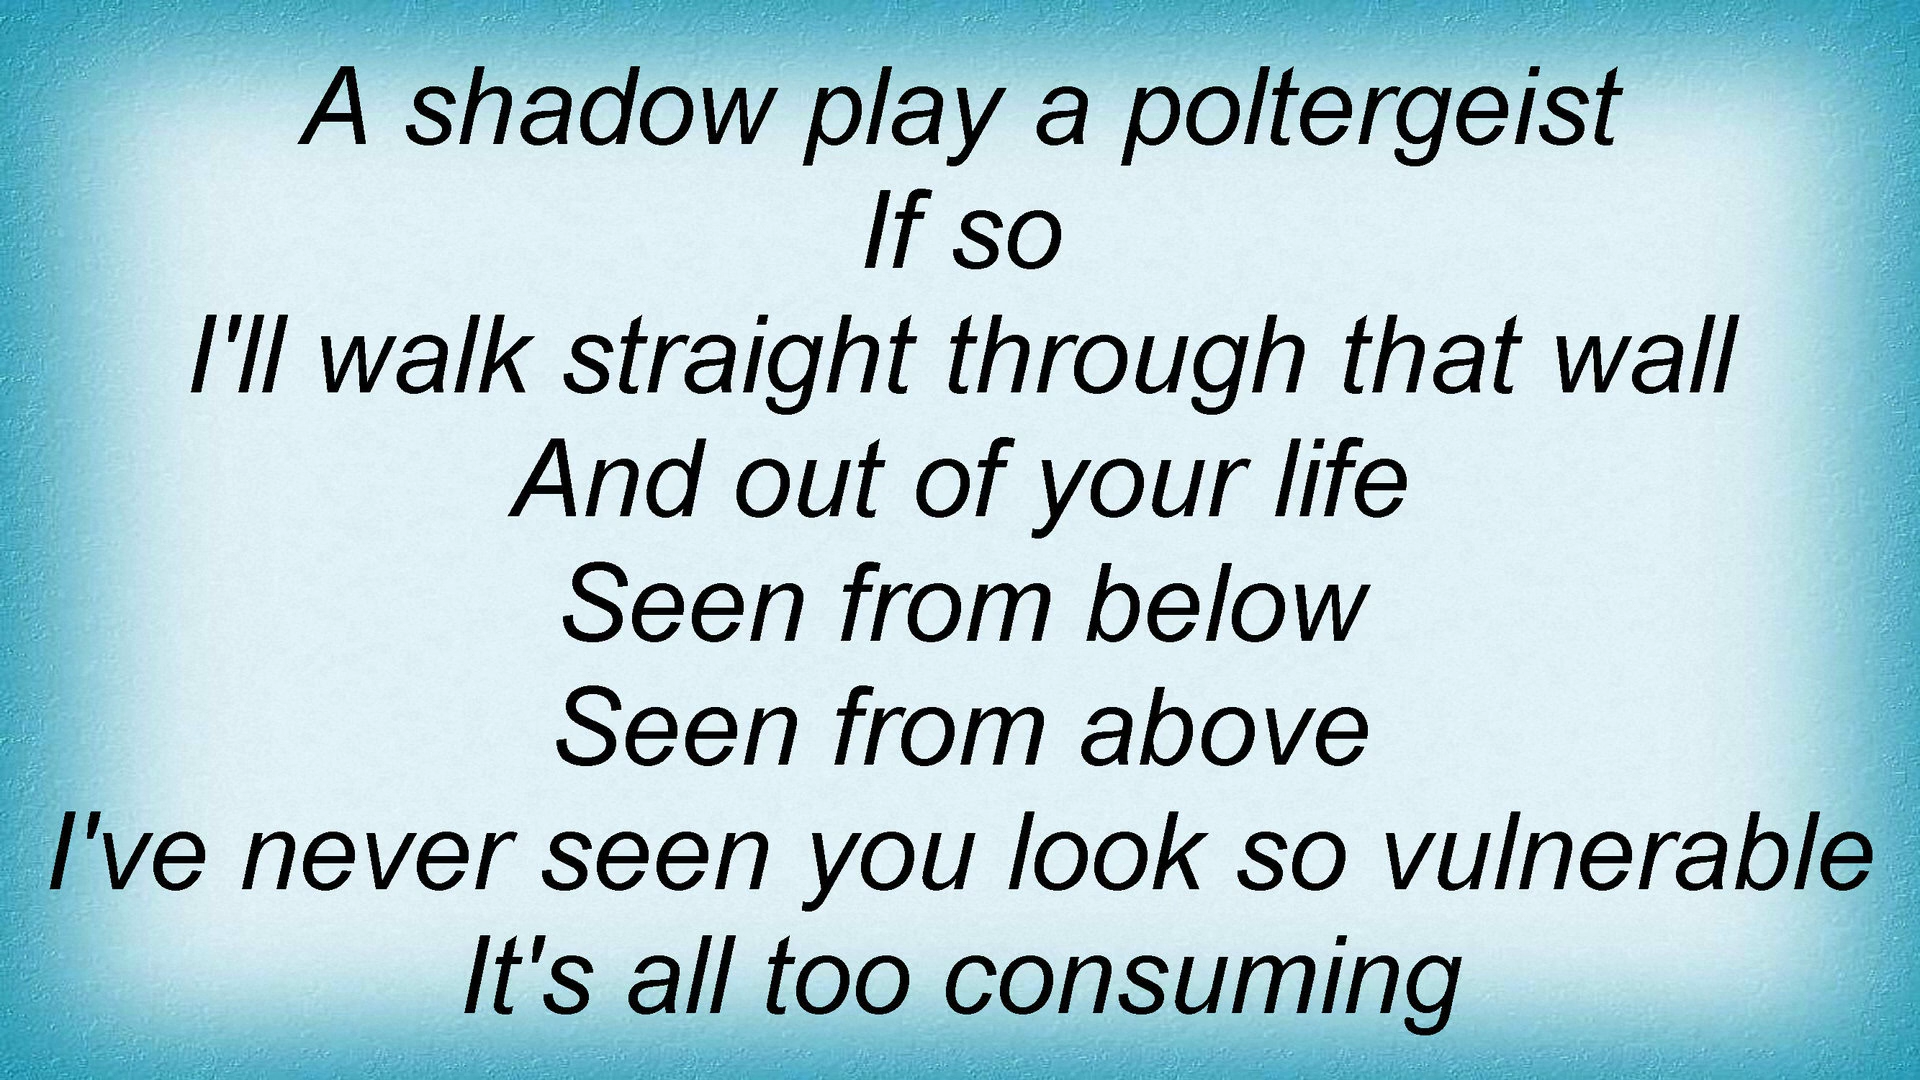 A shadow play a poltergeist
If so
I'll walk straight through that wall
And out of your life
Seen from below
Seen from above
I've never seen you look so vulnerable
It's all too consuming